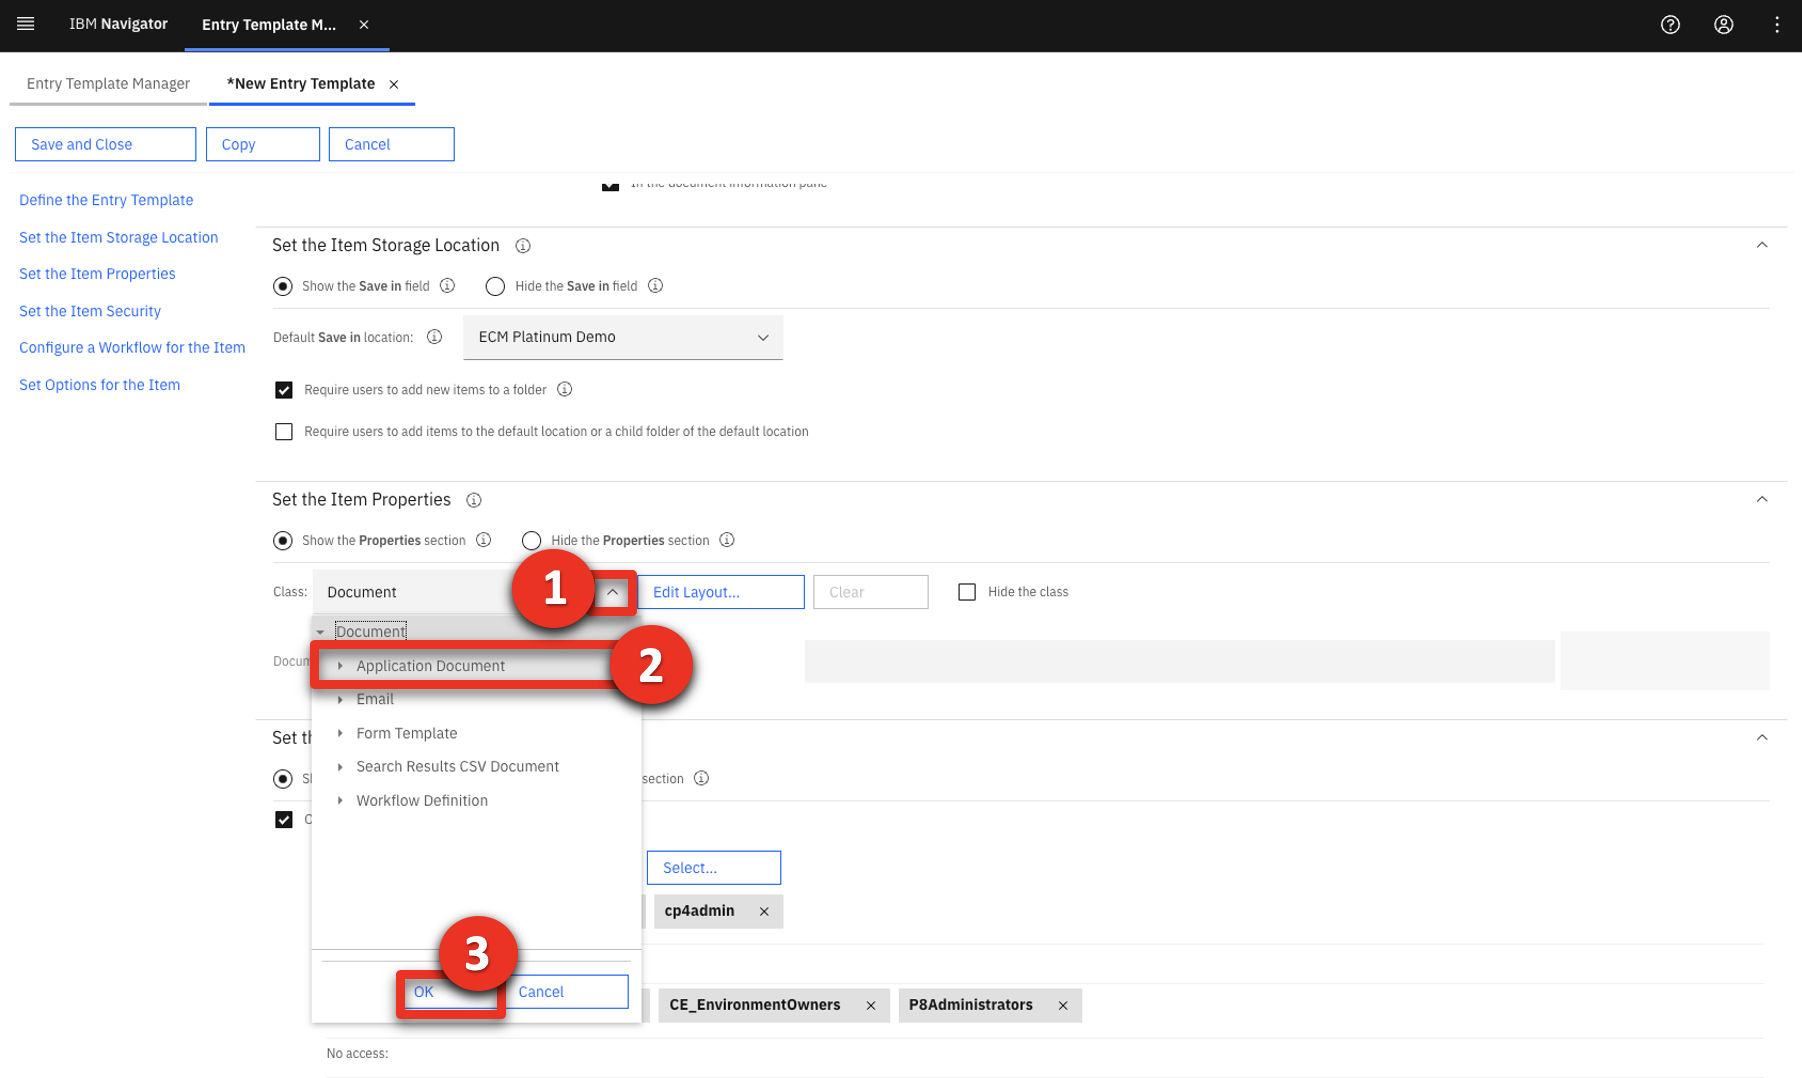 IBM Navigator
Entry Template M...
Entry Template Manager
*New Entry Template
Save and Close
Copy
Cancel
Define the Entry Template
Set the Item Storage Location
Set the Item Properties
Set the Item Security
Configure a Workflow for the Item
Set Options for the Item
In the document information pane
Set the Item Storage Location
Show the Save in field
Hide the Save in field
Default Save in location:
ECM Platinum Demo
Require users to add new items to a folder
Require users to add items to the default location or a child folder of the default location
Set the Item Properties
Show the Properties section
Hide the Properties section
Class:
Document
1
Edit Layout...
Clear
Hide the class
Document
Application Document
2
Email
Form Template
Set t
Search Results CSV Document
section
Workflow Definition
Select...
cp4admin
3
OK
Cancel
CE_EnvironmentOwners
P8Administrators
No access: